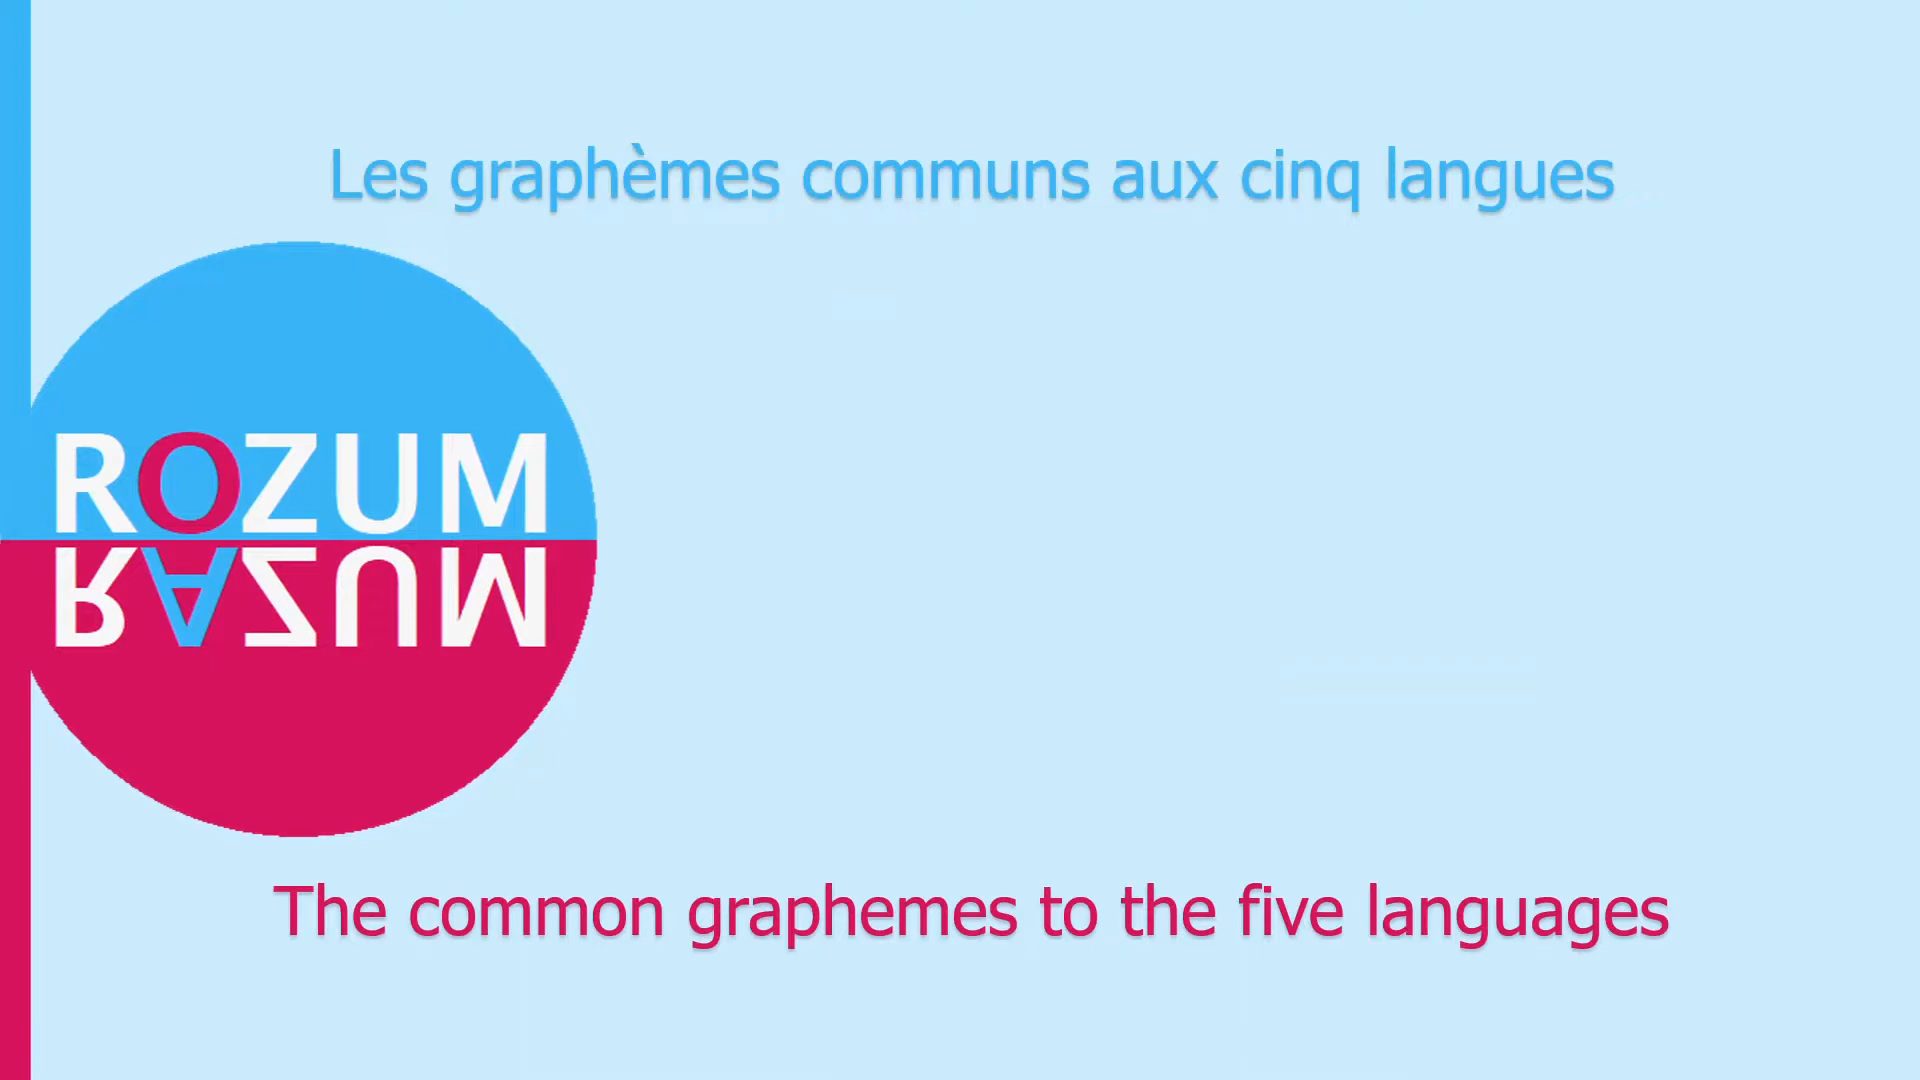 Les graphèmes communs aux cinq langues
ROZUM
RAZUM
The common graphemes to the five languages